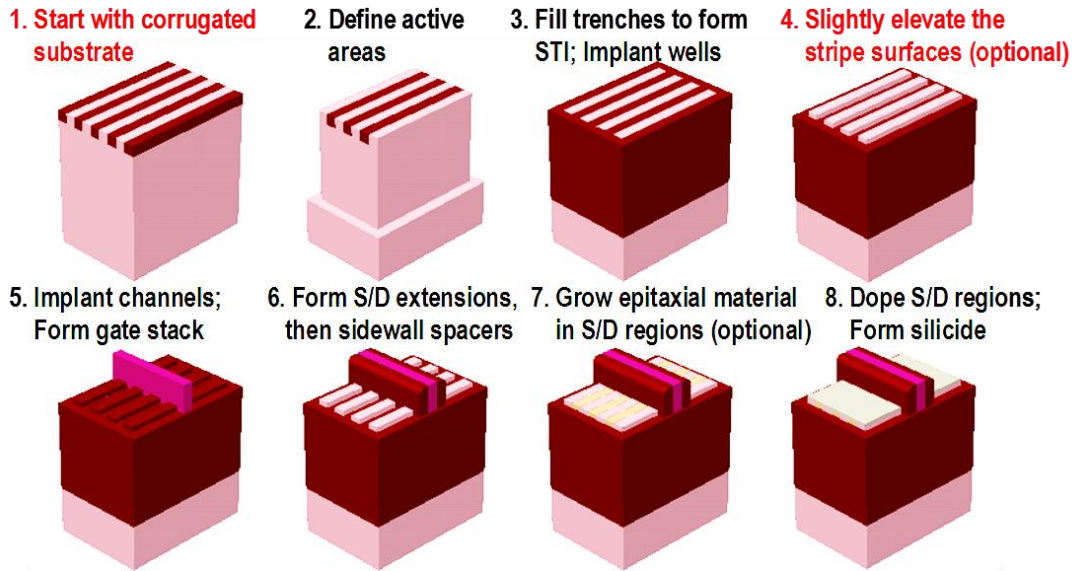 1. Start with corrugated
substrate
2. Define active
areas
3. Fill trenches to form
STI; Implant wells
4. Slightly elevate the
stripe surfaces (optional)
5. Implant channels;
Form gate stack
6. Form S/D extensions,
then sidewall spacers
7. Grow epitaxial material
in S/D regions (optional)
8. Dope S/D regions;
Form silicide